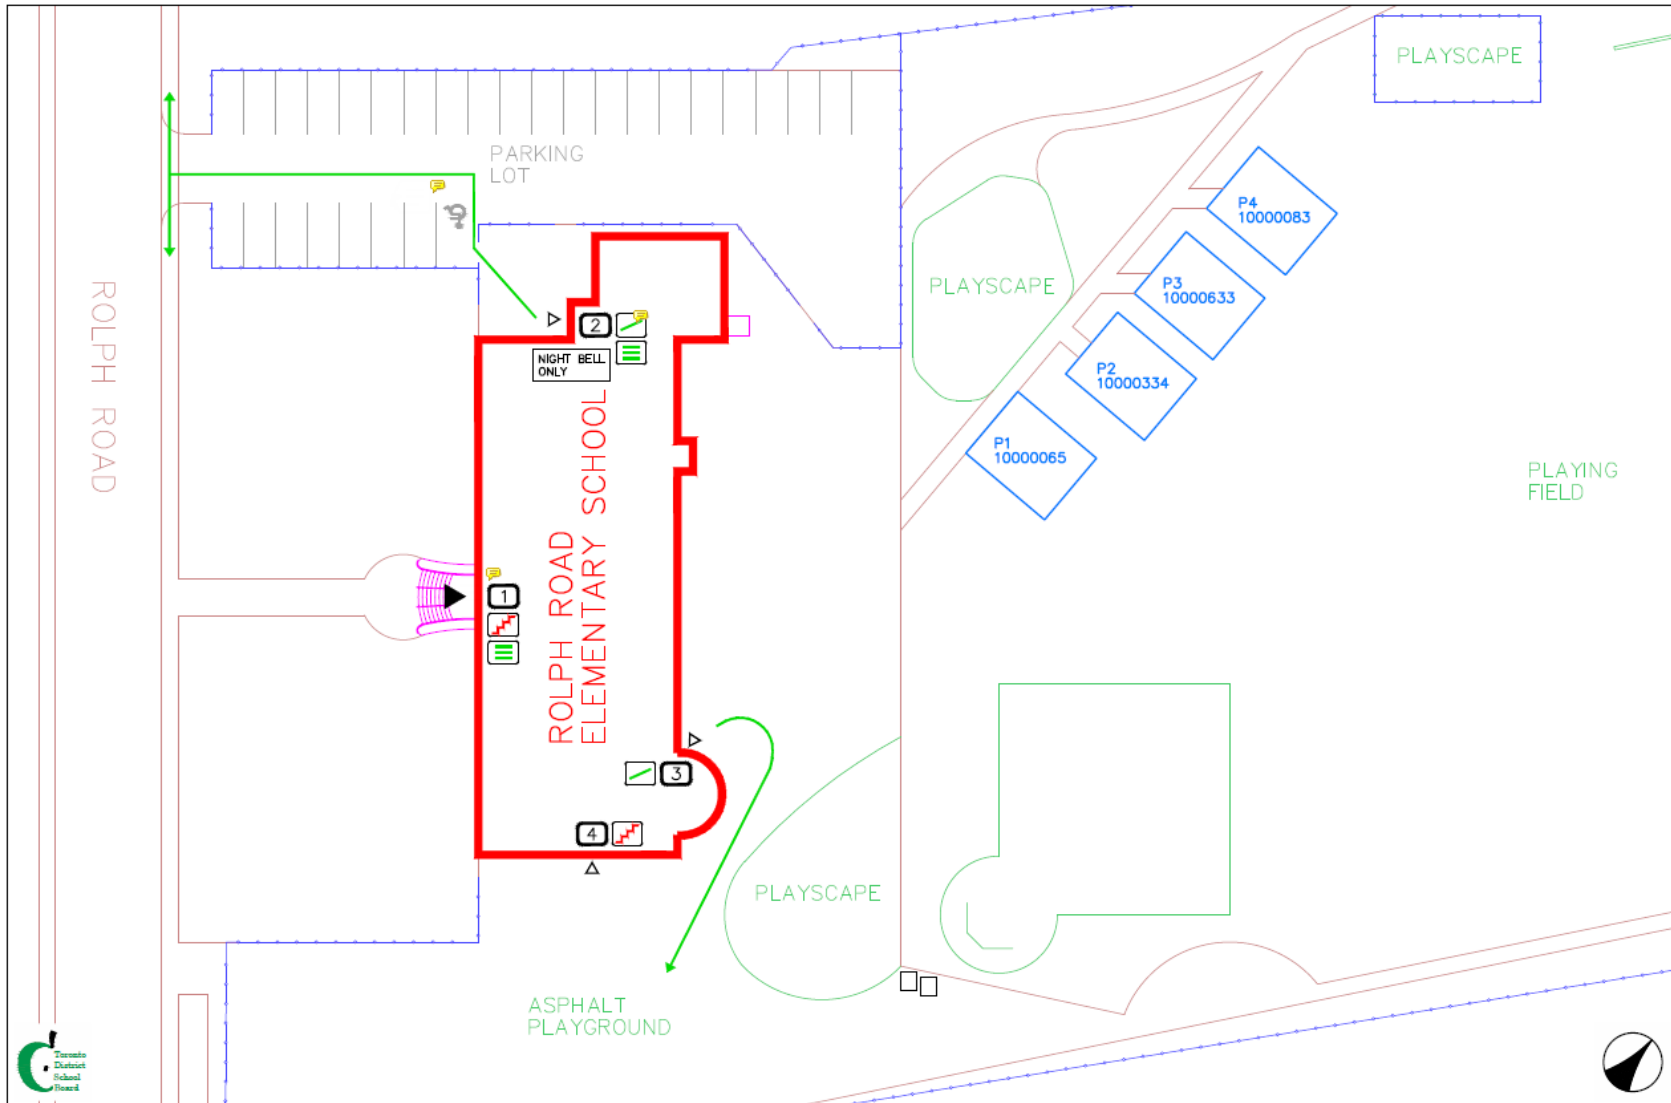 PLAYSCAPE
PARKING
LOT
P4
10000083
PLAYSCAPE
P3
10000633
ROLPH ROAD
2
NIGHT BELL
ONLY
P2
10000334
P1
10000065
PLAYING
FIELD
ROLPH ROAD
ELEMENTARY SCHOOL
1
3
4
PLAYSCAPE
ASPHALT
PLAYGROUND
Toronto
District
School
Board